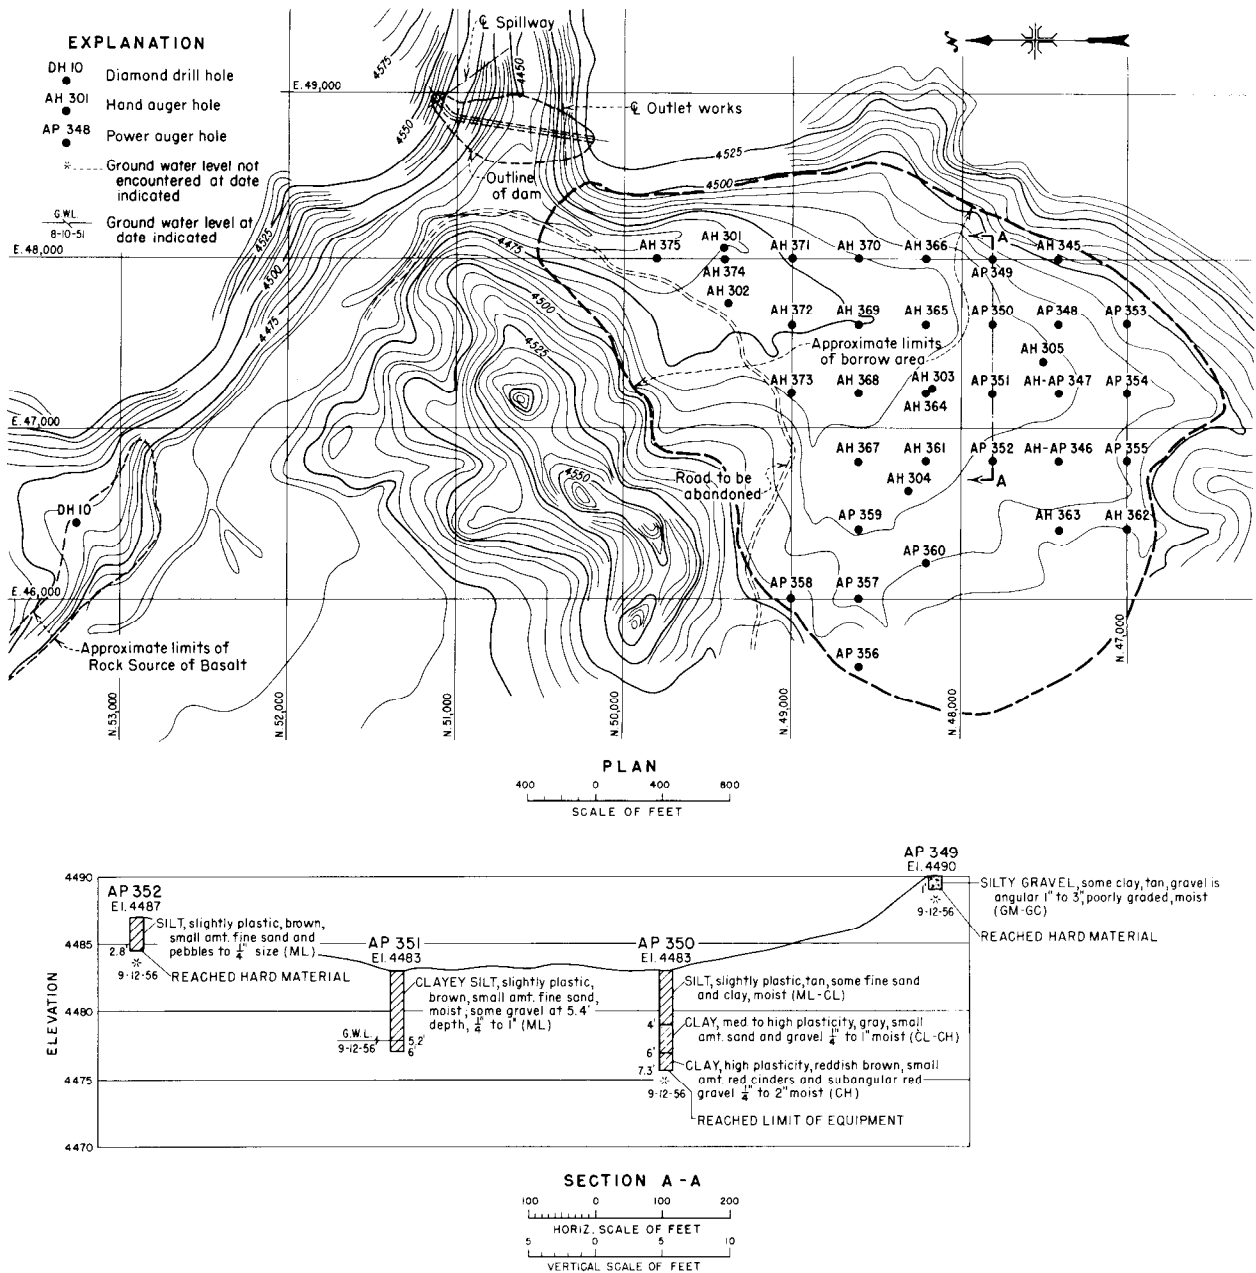 EXPLANATION
DH 10
Diamond drill hole
AH 301
Hand auger hole
AP 348
Power auger hole
Ground water level not
encountered at date
indicated
G.W.L.
8-10-51
Ground water level at
date indicated
℄ Spillway
℄ Outlet works
Outline
of dam
4575
4550
4450
4525
4500
E. 49,000
E. 48,000
E. 47,000
E. 46,000
4525
4500
4475
4475
4500
4525
4550
AH 375
AH 301
AH 374
AH 302
AH 371
AH 370
AH 366
A
AP 349
AH 345
AH 372
AH 369
AH 365
AP 350
AP 348
AP 353
Approximate limits
of borrow area
AH 305
AH 373
AH 368
AH 303
AH 364
AP 351
AH-AP 347
AP 354
AH 367
AH 361
AP 352
AH-AP 346
AP 355
A
AH 304
Road to be
abandoned
AP 359
AH 363
AH 362
AP 360
AP 358
AP 357
AP 356
DH 10
Approximate limits of
Rock Source of Basalt
N. 53,000
N. 52,000
N. 51,000
N. 50,000
N. 49,000
N. 48,000
N. 47,000
PLAN
400 0 400 800
SCALE OF FEET
ELEVATION
4490
4485
4480
4475
4470
AP 352
El. 4487
2.8'
9-12-56
SILT, slightly plastic, brown,
small amt. fine sand and
pebbles to 1/4" size (ML)
REACHED HARD MATERIAL
AP 351
El. 4483
G.W.L.
9-12-56
5.2'
6'
CLAYEY SILT, slightly plastic,
brown, small amt. fine sand,
moist; some gravel at 5.4'
depth, 1/4" to 1" (ML)
AP 350
El. 4483
4'
6'
7.3'
9-12-56
SILT, slightly plastic, tan, some fine sand
and clay, moist (ML-CL)
CLAY, med to high plasticity, gray, small
amt. sand and gravel 1/4" to 1" moist (CL-CH)
CLAY, high plasticity, reddish brown, small
amt. red cinders and subangular red
gravel 1/4" to 2" moist (CH)
REACHED LIMIT OF EQUIPMENT
AP 349
El. 4490
1'
9-12-56
SILTY GRAVEL, some clay, tan, gravel is
angular 1" to 3", poorly graded, moist
(GM-GC)
REACHED HARD MATERIAL
SECTION A-A
100 0 100 200
HORIZ. SCALE OF FEET
5 0 5 10
VERTICAL SCALE OF FEET